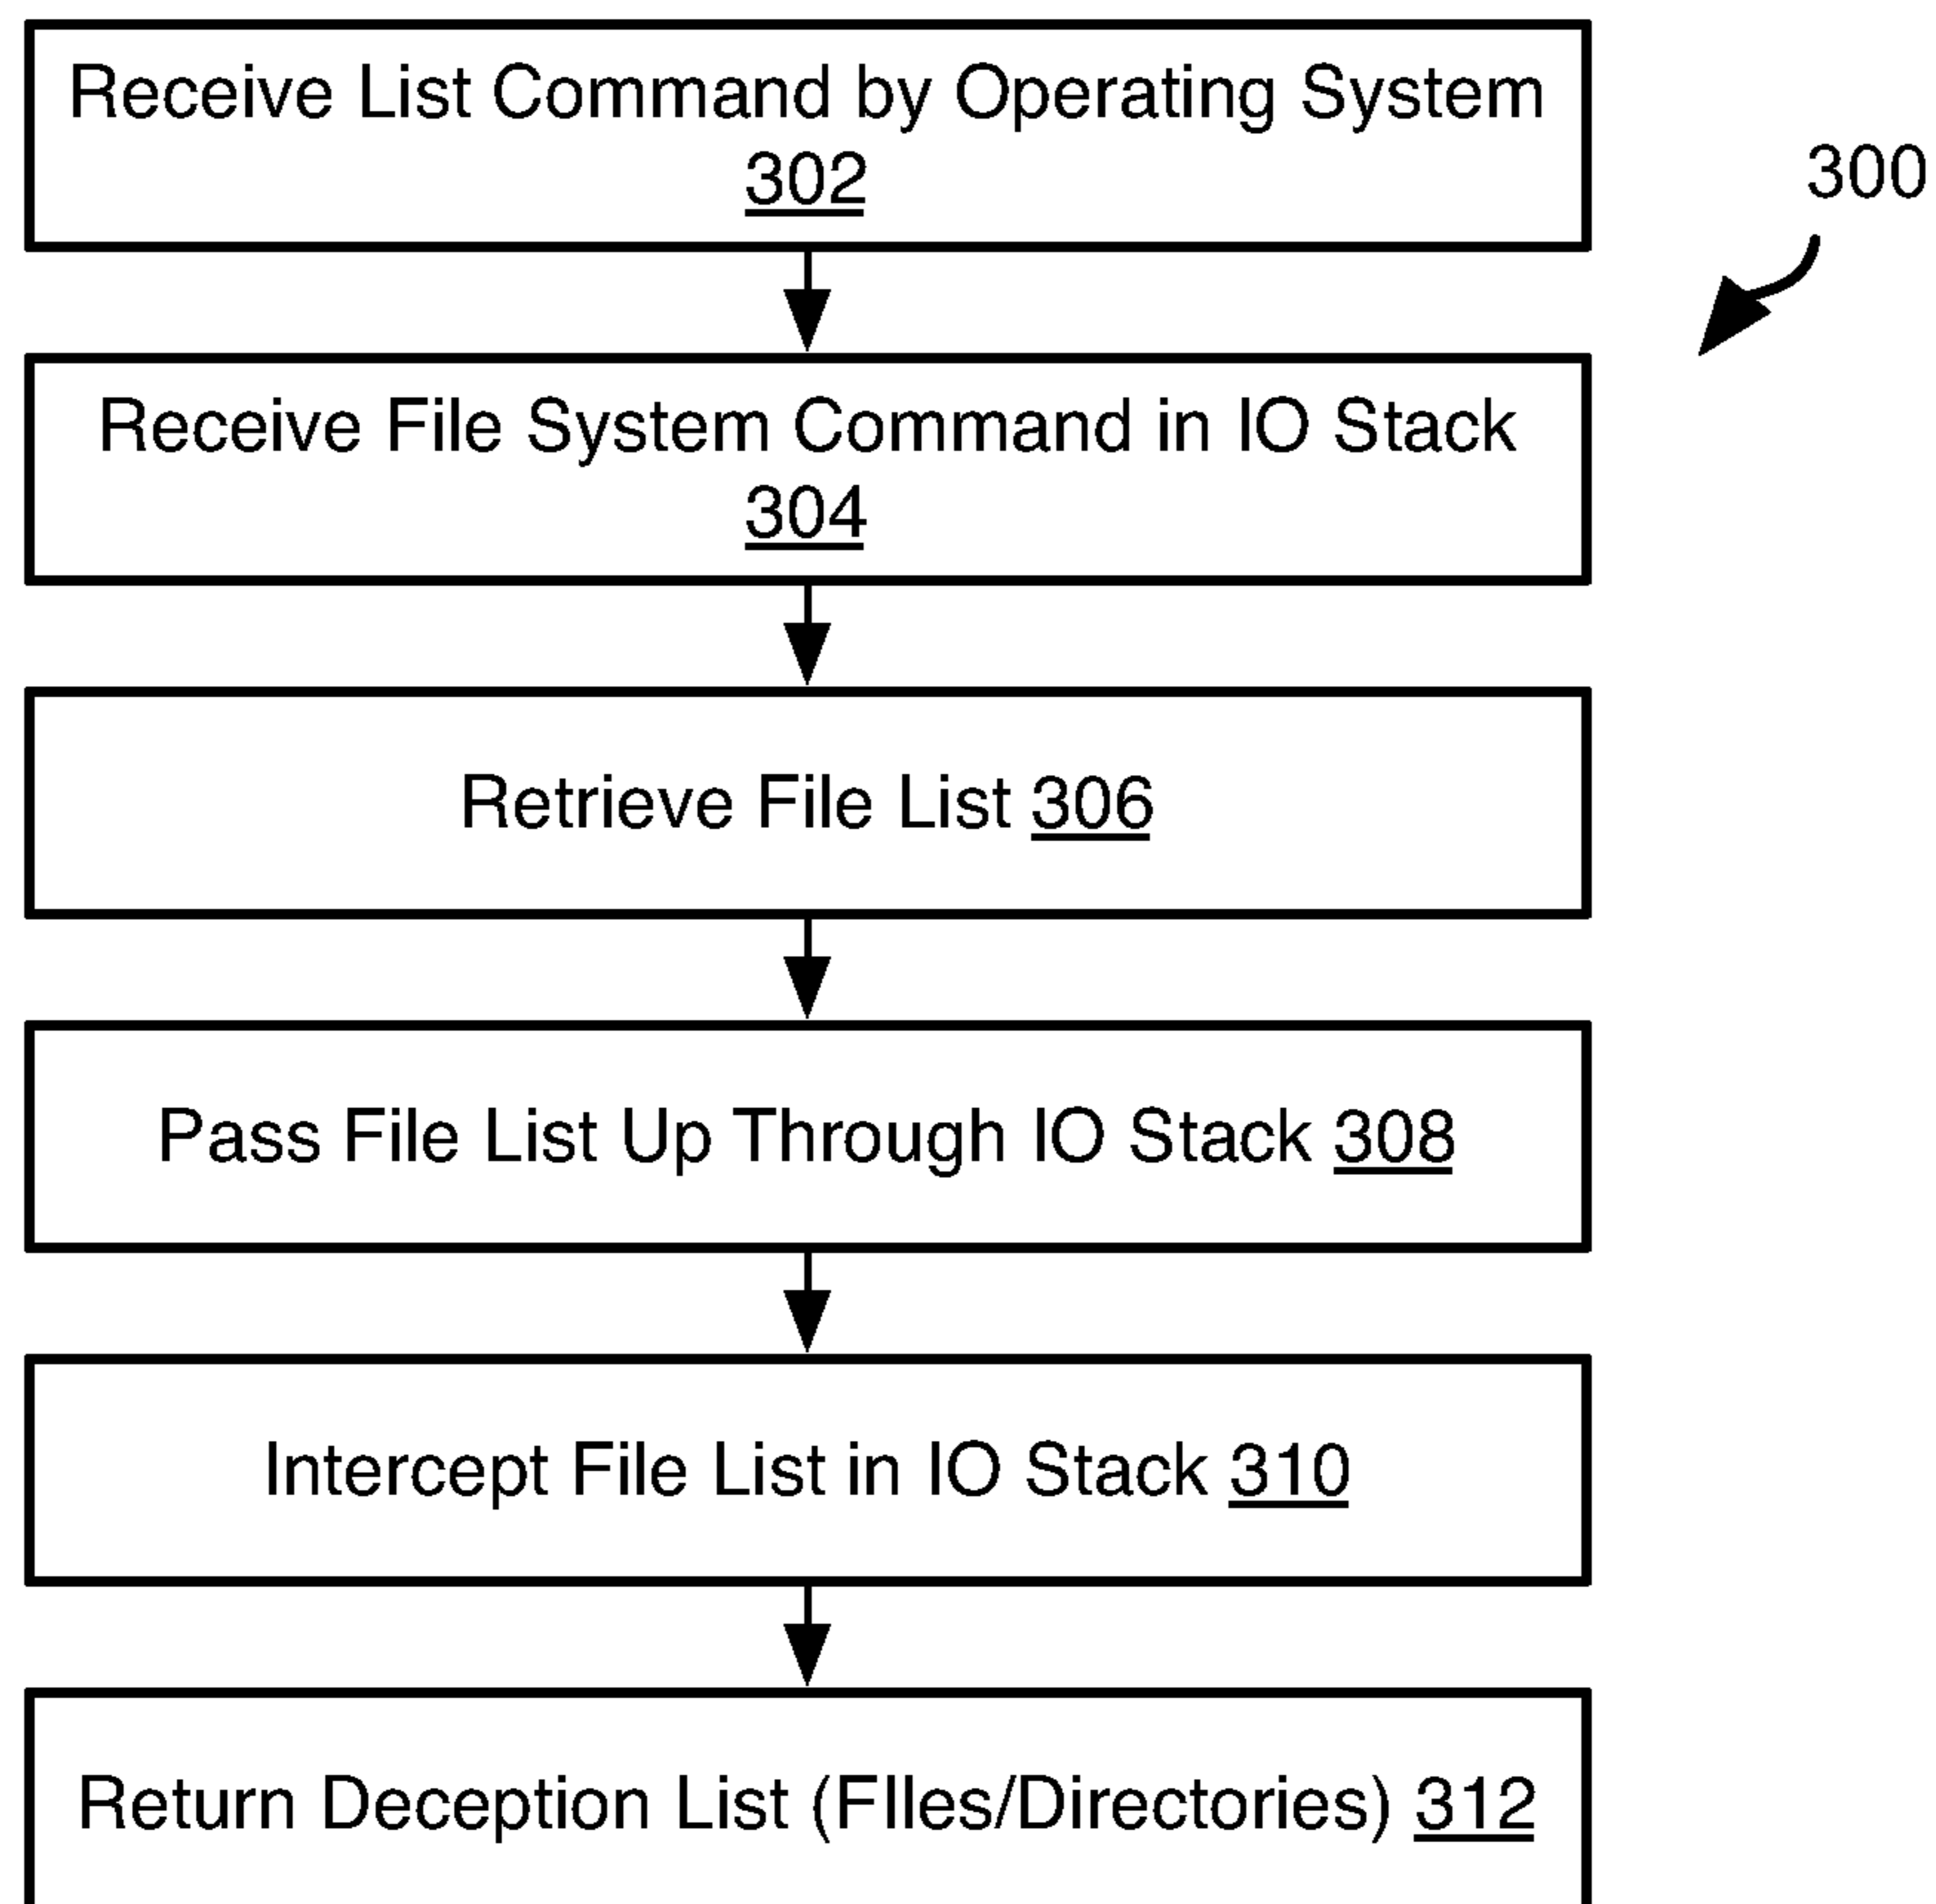 Receive List Command by Operating System
302
300
Receive File System Command in IO Stack
304
Retrieve File List 306
Pass File List Up Through IO Stack 308
Intercept File List in IO Stack 310
Return Deception List (FIles/Directories) 312